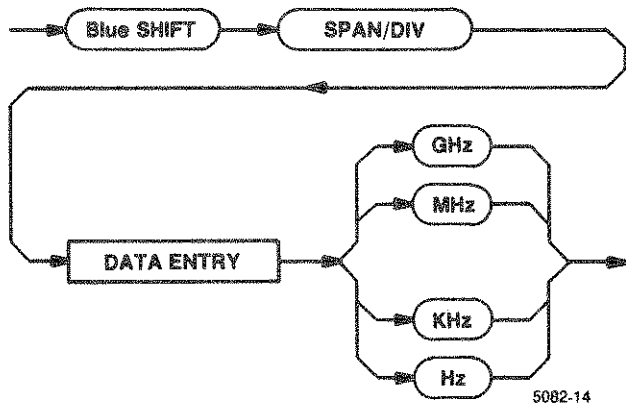 Blue SHIFT
SPAN/DIV
GHz
MHz
DATA ENTRY
KHz
Hz
5082-14